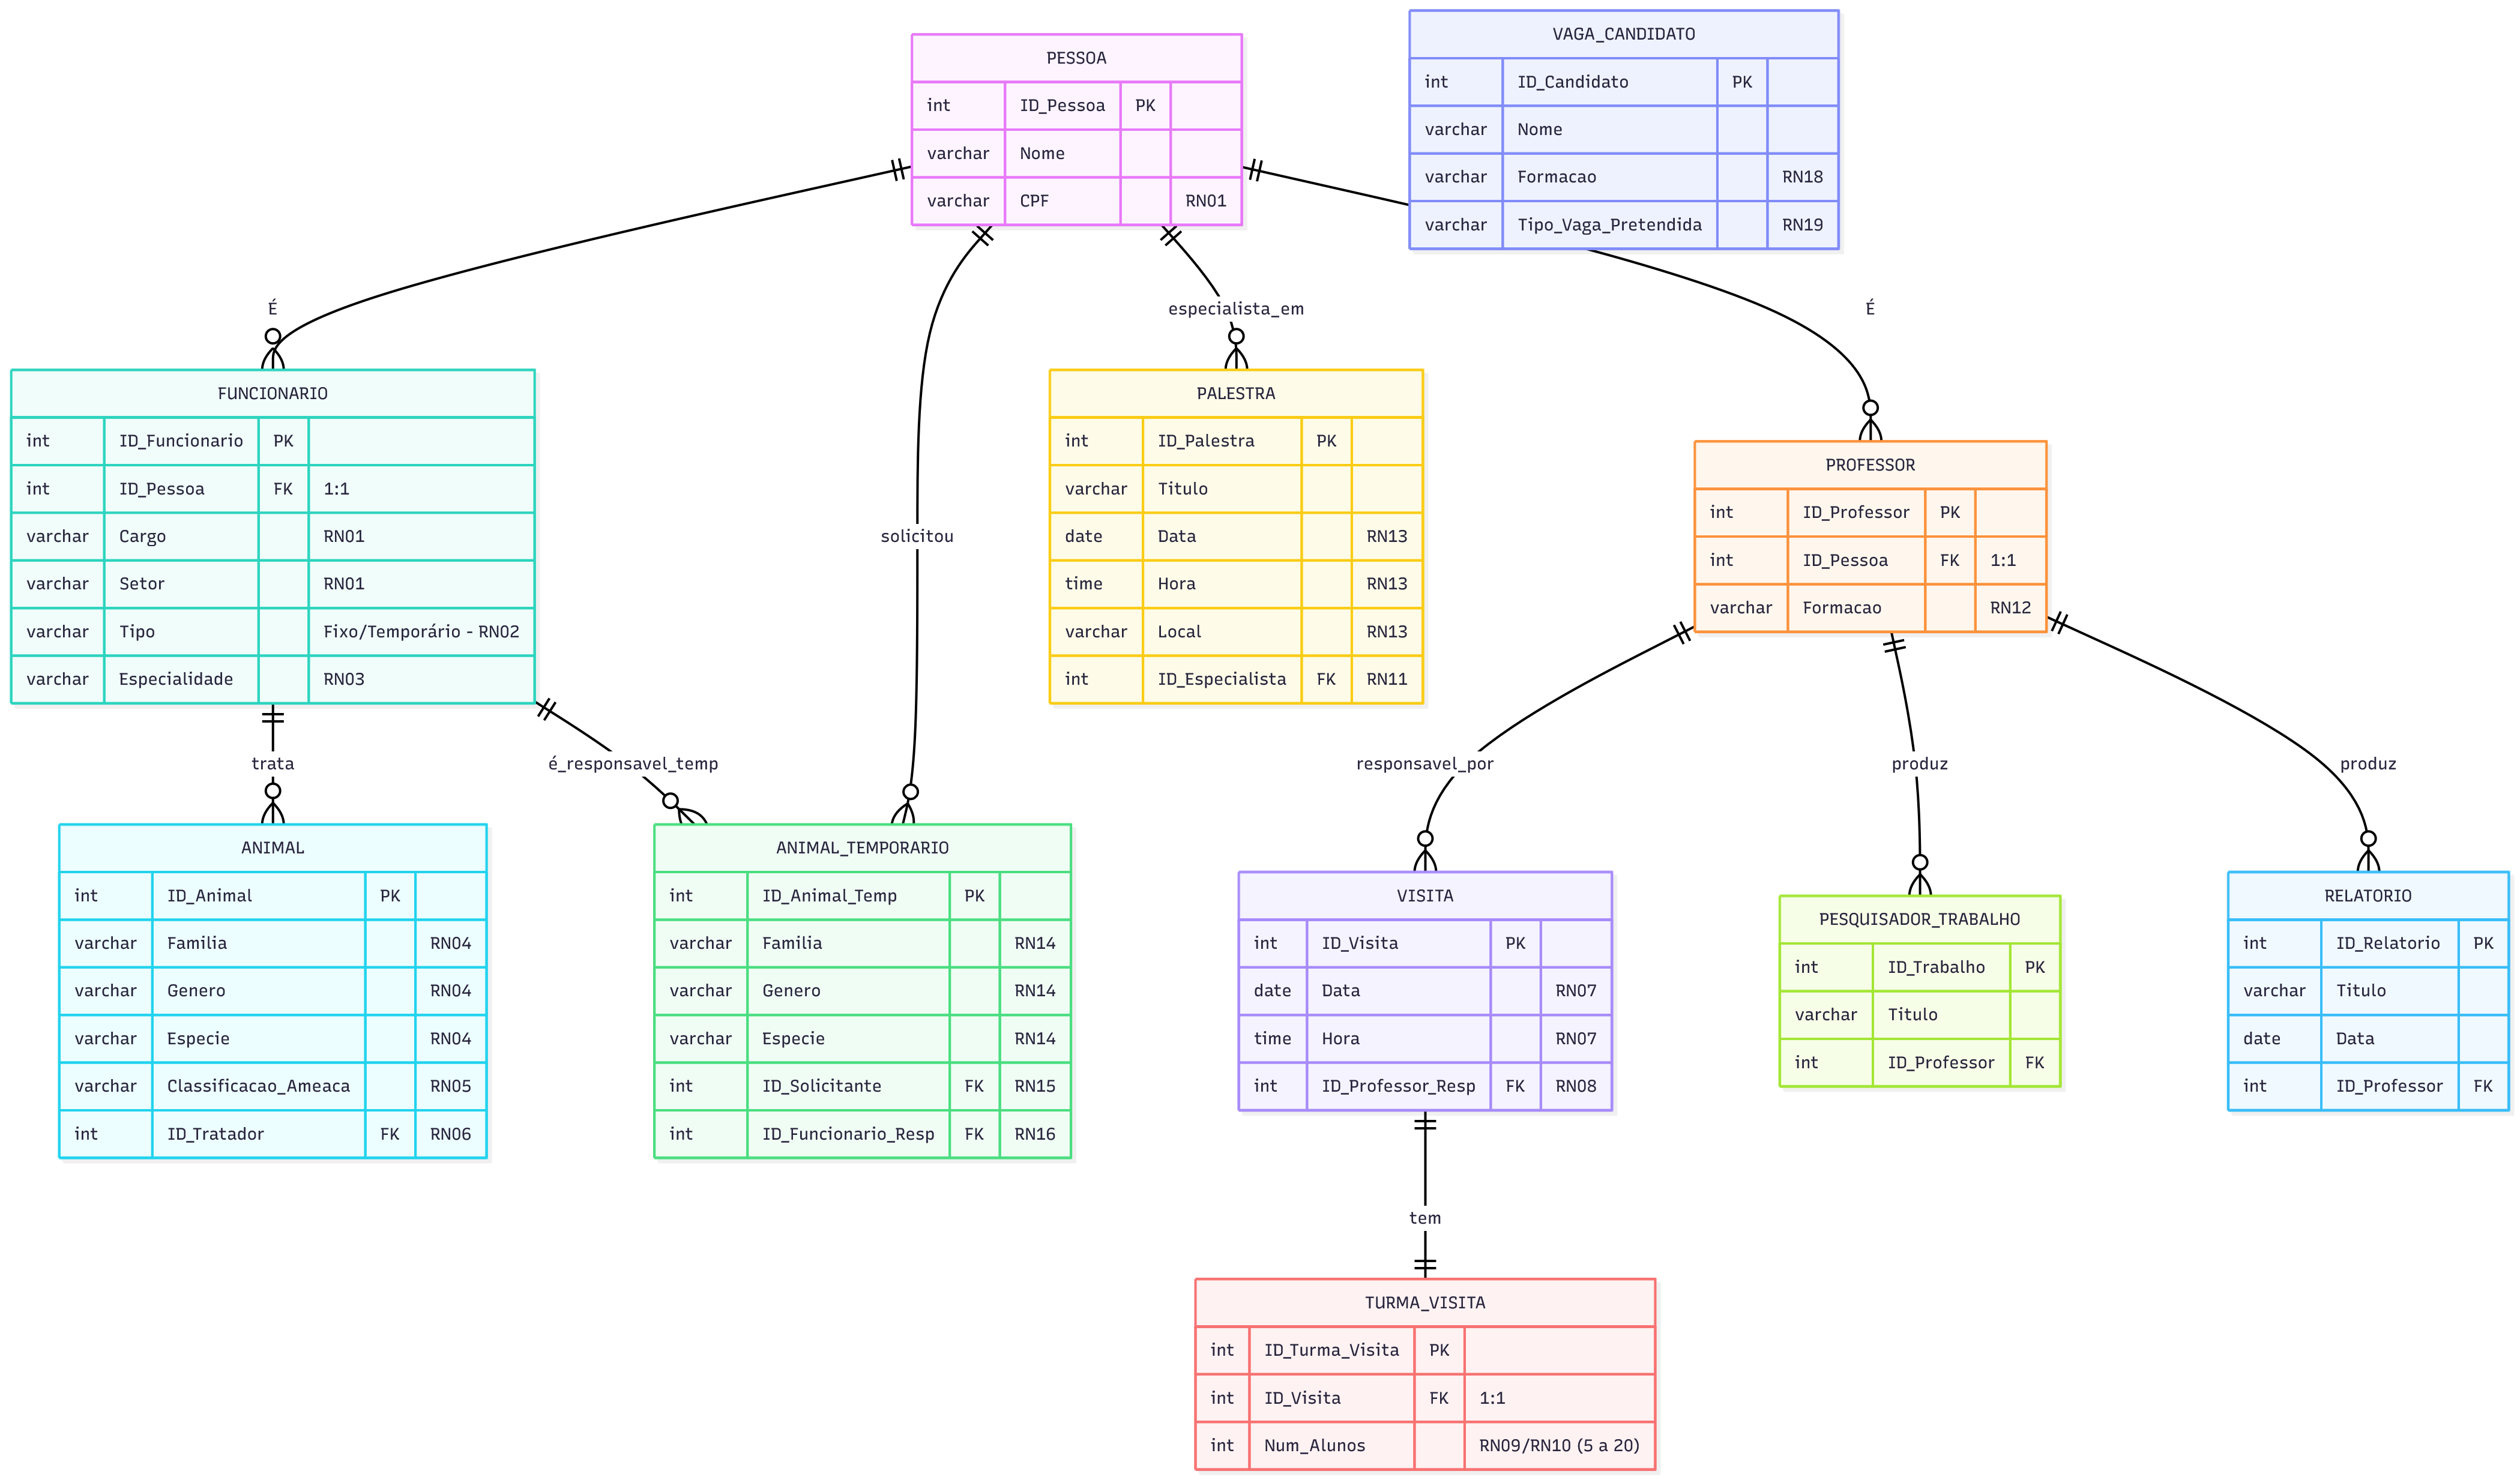 VAGA_CANDIDATO
int ID_Candidato PK
varchar Nome
varchar Formacao RN18
varchar Tipo_Vaga_Pretendida RN19
PESSOA
int ID_Pessoa PK
varchar Nome
varchar CPF RN01
É
especialista_em
É
FUNCIONARIO
int ID_Funcionario PK
int ID_Pessoa FK 1:1
varchar Cargo RN01
varchar Setor RN01
varchar Tipo Fixo/Temporário - RN02
varchar Especialidade RN03
solicitou
PALESTRA
int ID_Palestra PK
varchar Titulo
date Data RN13
time Hora RN13
varchar Local RN13
int ID_Especialista FK RN11
PROFESSOR
int ID_Professor PK
int ID_Pessoa FK 1:1
varchar Formacao RN12
trata
é_responsavel_temp
responsavel_por
produz
produz
ANIMAL
int ID_Animal PK
varchar Familia RN04
varchar Genero RN04
varchar Especie RN04
varchar Classificacao_Ameaca RN05
int ID_Tratador FK RN06
ANIMAL_TEMPORARIO
int ID_Animal_Temp PK
varchar Familia RN14
varchar Genero RN14
varchar Especie RN14
int ID_Solicitante FK RN15
int ID_Funcionario_Resp FK RN16
VISITA
int ID_Visita PK
date Data RN07
time Hora RN07
int ID_Professor_Resp FK RN08
PESQUISADOR_TRABALHO
int ID_Trabalho PK
varchar Titulo
int ID_Professor FK
RELATORIO
int ID_Relatorio PK
varchar Titulo
date Data
int ID_Professor FK
tem
TURMA_VISITA
int ID_Turma_Visita PK
int ID_Visita FK 1:1
int Num_Alunos RN09/RN10 (5 a 20)